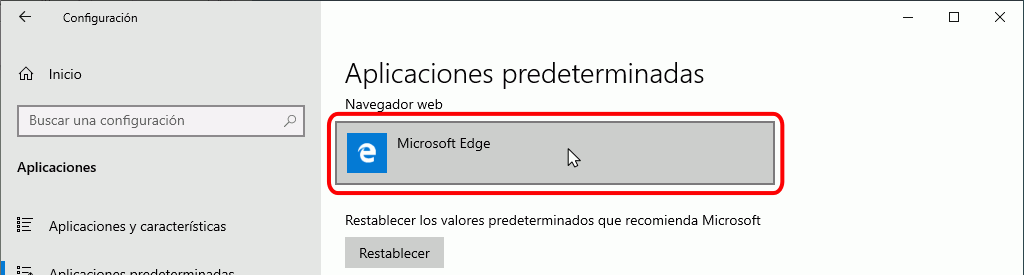 Configuración
Inicio
Buscar una configuración
Aplicaciones
Aplicaciones y características
Aplicaciones predeterminadas
Aplicaciones predeterminadas
Navegador web
Microsoft Edge
Restablecer los valores predeterminados que recomienda Microsoft
Restablecer